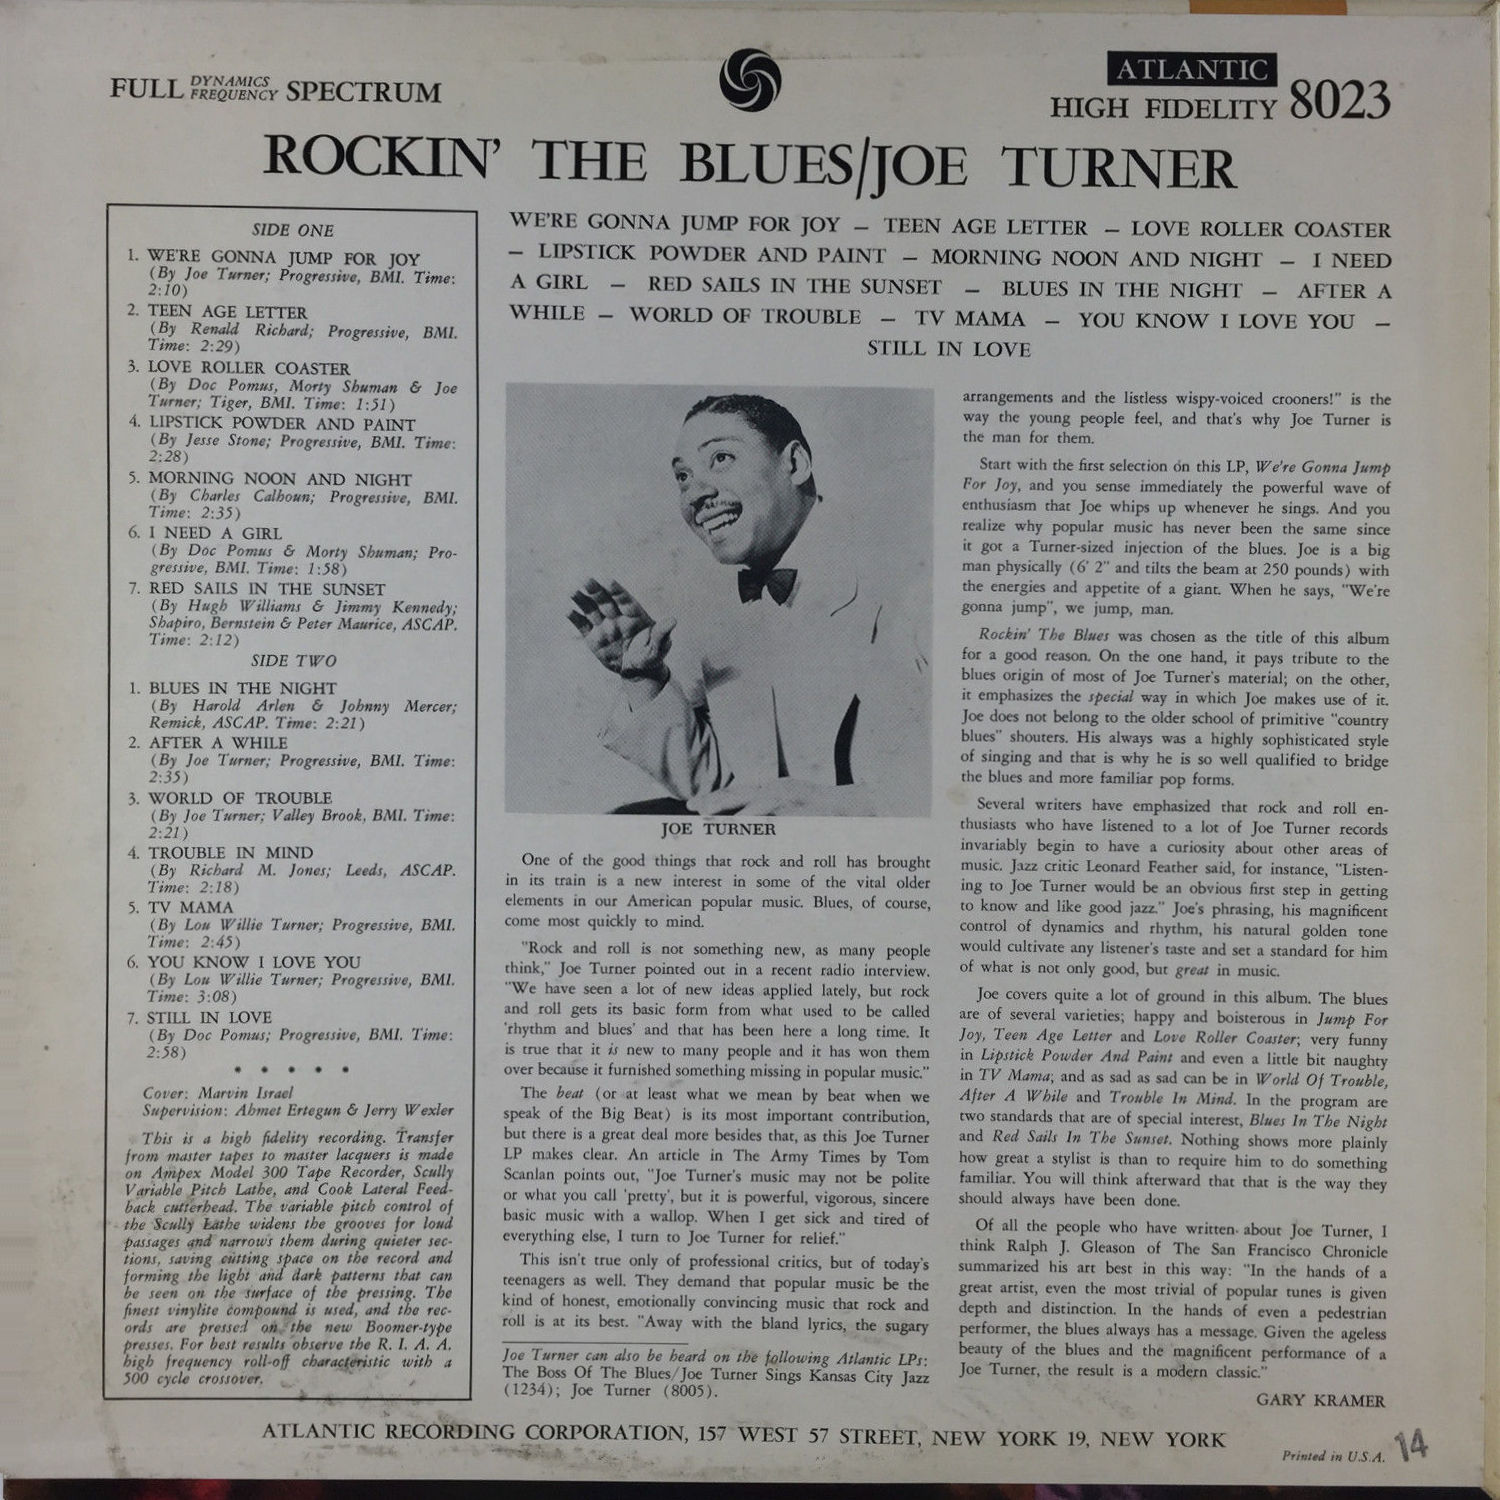 FULL DYNAMICS FREQUENCY SPECTRUM
ATLANTIC
HIGH FIDELITY 8023
ROCKIN' THE BLUES/JOE TURNER
SIDE ONE
1. WE'RE GONNA JUMP FOR JOY
(By Joe Turner; Progressive, BMI. Time:
2:10)
2. TEEN AGE LETTER
(By Renald Richard; Progressive, BMI.
Time: 2:29)
3. LOVE ROLLER COASTER
(By Doc Pomus, Morty Shuman & Joe
Turner; Tiger, BMI. Time: 1:51)
4. LIPSTICK POWDER AND PAINT
(By Jesse Stone; Progressive, BMI. Time:
2:28)
5. MORNING NOON AND NIGHT
(By Charles Calhoun; Progressive, BMI.
Time: 2:35)
6. I NEED A GIRL
(By Doc Pomus & Morty Shuman; Pro-
gressive, BMI. Time: 1:58)
7. RED SAILS IN THE SUNSET
(By Hugh Williams & Jimmy Kennedy;
Shapiro, Bernstein & Peter Maurice, ASCAP.
Time: 2:12)
SIDE TWO
1. BLUES IN THE NIGHT
(By Harold Arlen & Johnny Mercer;
Remick, ASCAP. Time: 2:21)
2. AFTER A WHILE
(By Joe Turner; Progressive, BMI. Time:
2:35)
3. WORLD OF TROUBLE
(By Joe Turner; Valley Brook, BMI. Time:
2:21)
4. TROUBLE IN MIND
(By Richard M. Jones; Leeds, ASCAP.
Time: 2:18)
5. TV MAMA
(By Lou Willie Turner; Progressive, BMI.
Time: 2:45)
6. YOU KNOW I LOVE YOU
(By Lou Willie Turner; Progressive, BMI.
Time: 3:08)
7. STILL IN LOVE
(By Doc Pomus; Progressive, BMI. Time:
2:58)
* * * * *
Cover: Marvin Israel
Supervision: Ahmet Ertegun & Jerry Wexler
This is a high fidelity recording. Transfer
from master tapes to master lacquers is made
on Ampex Model 300 Tape Recorder, Scully
Variable Pitch Lathe, and Cook Lateral Feed-
back cutterhead. The variable pitch control of
the Scully Lathe widens the grooves for loud
passages and narrows them during quieter sec-
tions, saving cutting space on the record and
forming the light and dark patterns that can
be seen on the surface of the pressing. The
finest vinylite compound is used, and the rec-
ords are pressed on the new Boomer-type
presses. For best results observe the R. I. A. A.
high frequency roll-off characteristic with a
500 cycle crossover.
WE'RE GONNA JUMP FOR JOY – TEEN AGE LETTER – LOVE ROLLER COASTER
– LIPSTICK POWDER AND PAINT – MORNING NOON AND NIGHT – I NEED
A GIRL – RED SAILS IN THE SUNSET – BLUES IN THE NIGHT – AFTER A
WHILE – WORLD OF TROUBLE – TV MAMA – YOU KNOW I LOVE YOU –
STILL IN LOVE
JOE TURNER
One of the good things that rock and roll has brought
in its train is a new interest in some of the vital older
elements in our American popular music. Blues, of course,
come most quickly to mind.
"Rock and roll is not something new, as many people
think," Joe Turner pointed out in a recent radio interview.
"We have seen a lot of new ideas applied lately, but rock
and roll gets its basic form from what used to be called
'rhythm and blues' and that has been here a long time. It
is true that it is new to many people and it has won them
over because it furnished something missing in popular music."
The beat (or at least what we mean by beat when we
speak of the Big Beat) is its most important contribution,
but there is a great deal more besides that, as this Joe Turner
LP makes clear. An article in The Army Times by Tom
Scanlan points out, "Joe Turner's music may not be polite
or what you call 'pretty', but it is powerful, vigorous, sincere
basic music with a wallop. When I get sick and tired of
everything else, I turn to Joe Turner for relief."
This isn't true only of professional critics, but of today's
teenagers as well. They demand that popular music be the
kind of honest, emotionally convincing music that rock and
roll is at its best. "Away with the bland lyrics, the sugary
Joe Turner can also be heard on the following Atlantic LPs:
The Boss Of The Blues/Joe Turner Sings Kansas City Jazz
(1234); Joe Turner (8005).
arrangements and the listless wispy-voiced crooners!" is the
way the young people feel, and that's why Joe Turner is
the man for them.
Start with the first selection on this LP, We're Gonna Jump
For Joy, and you sense immediately the powerful wave of
enthusiasm that Joe whips up whenever he sings. And you
realize why popular music has never been the same since
it got a Turner-sized injection of the blues. Joe is a big
man physically (6' 2" and tilts the beam at 250 pounds) with
the energies and appetite of a giant. When he says, "We're
gonna jump", we jump, man.
Rockin' The Blues was chosen as the title of this album
for a good reason. On the one hand, it pays tribute to the
blues origin of most of Joe Turner's material; on the other,
it emphasizes the special way in which Joe makes use of it.
Joe does not belong to the older school of primitive "country
blues" shouters. His always was a highly sophisticated style
of singing and that is why he is so well qualified to bridge
the blues and more familiar pop forms.
Several writers have emphasized that rock and roll en-
thusiasts who have listened to a lot of Joe Turner records
invariably begin to have a curiosity about other areas of
music. Jazz critic Leonard Feather said, for instance, "Listen-
ing to Joe Turner would be an obvious first step in getting
to know and like good jazz." Joe's phrasing, his magnificent
control of dynamics and rhythm, his natural golden tone
would cultivate any listener's taste and set a standard for him
of what is not only good, but great in music.
Joe covers quite a lot of ground in this album. The blues
are of several varieties; happy and boisterous in Jump For
Joy, Teen Age Letter and Love Roller Coaster; very funny
in Lipstick Powder And Paint and even a little bit naughty
in TV Mama; and as sad as sad can be in World Of Trouble,
After A While and Trouble In Mind. In the program are
two standards that are of special interest, Blues In The Night
and Red Sails In The Sunset. Nothing shows more plainly
how great a stylist is than to require him to do something
familiar. You will think afterward that that is the way they
should always have been done.
Of all the people who have written about Joe Turner, I
think Ralph J. Gleason of The San Francisco Chronicle
summarized his art best in this way: "In the hands of a
great artist, even the most trivial of popular tunes is given
depth and distinction. In the hands of even a pedestrian
performer, the blues always has a message. Given the ageless
beauty of the blues and the magnificent performance of a
Joe Turner, the result is a modern classic."
GARY KRAMER
ATLANTIC RECORDING CORPORATION, 157 WEST 57 STREET, NEW YORK 19, NEW YORK
Printed in U.S.A.
14